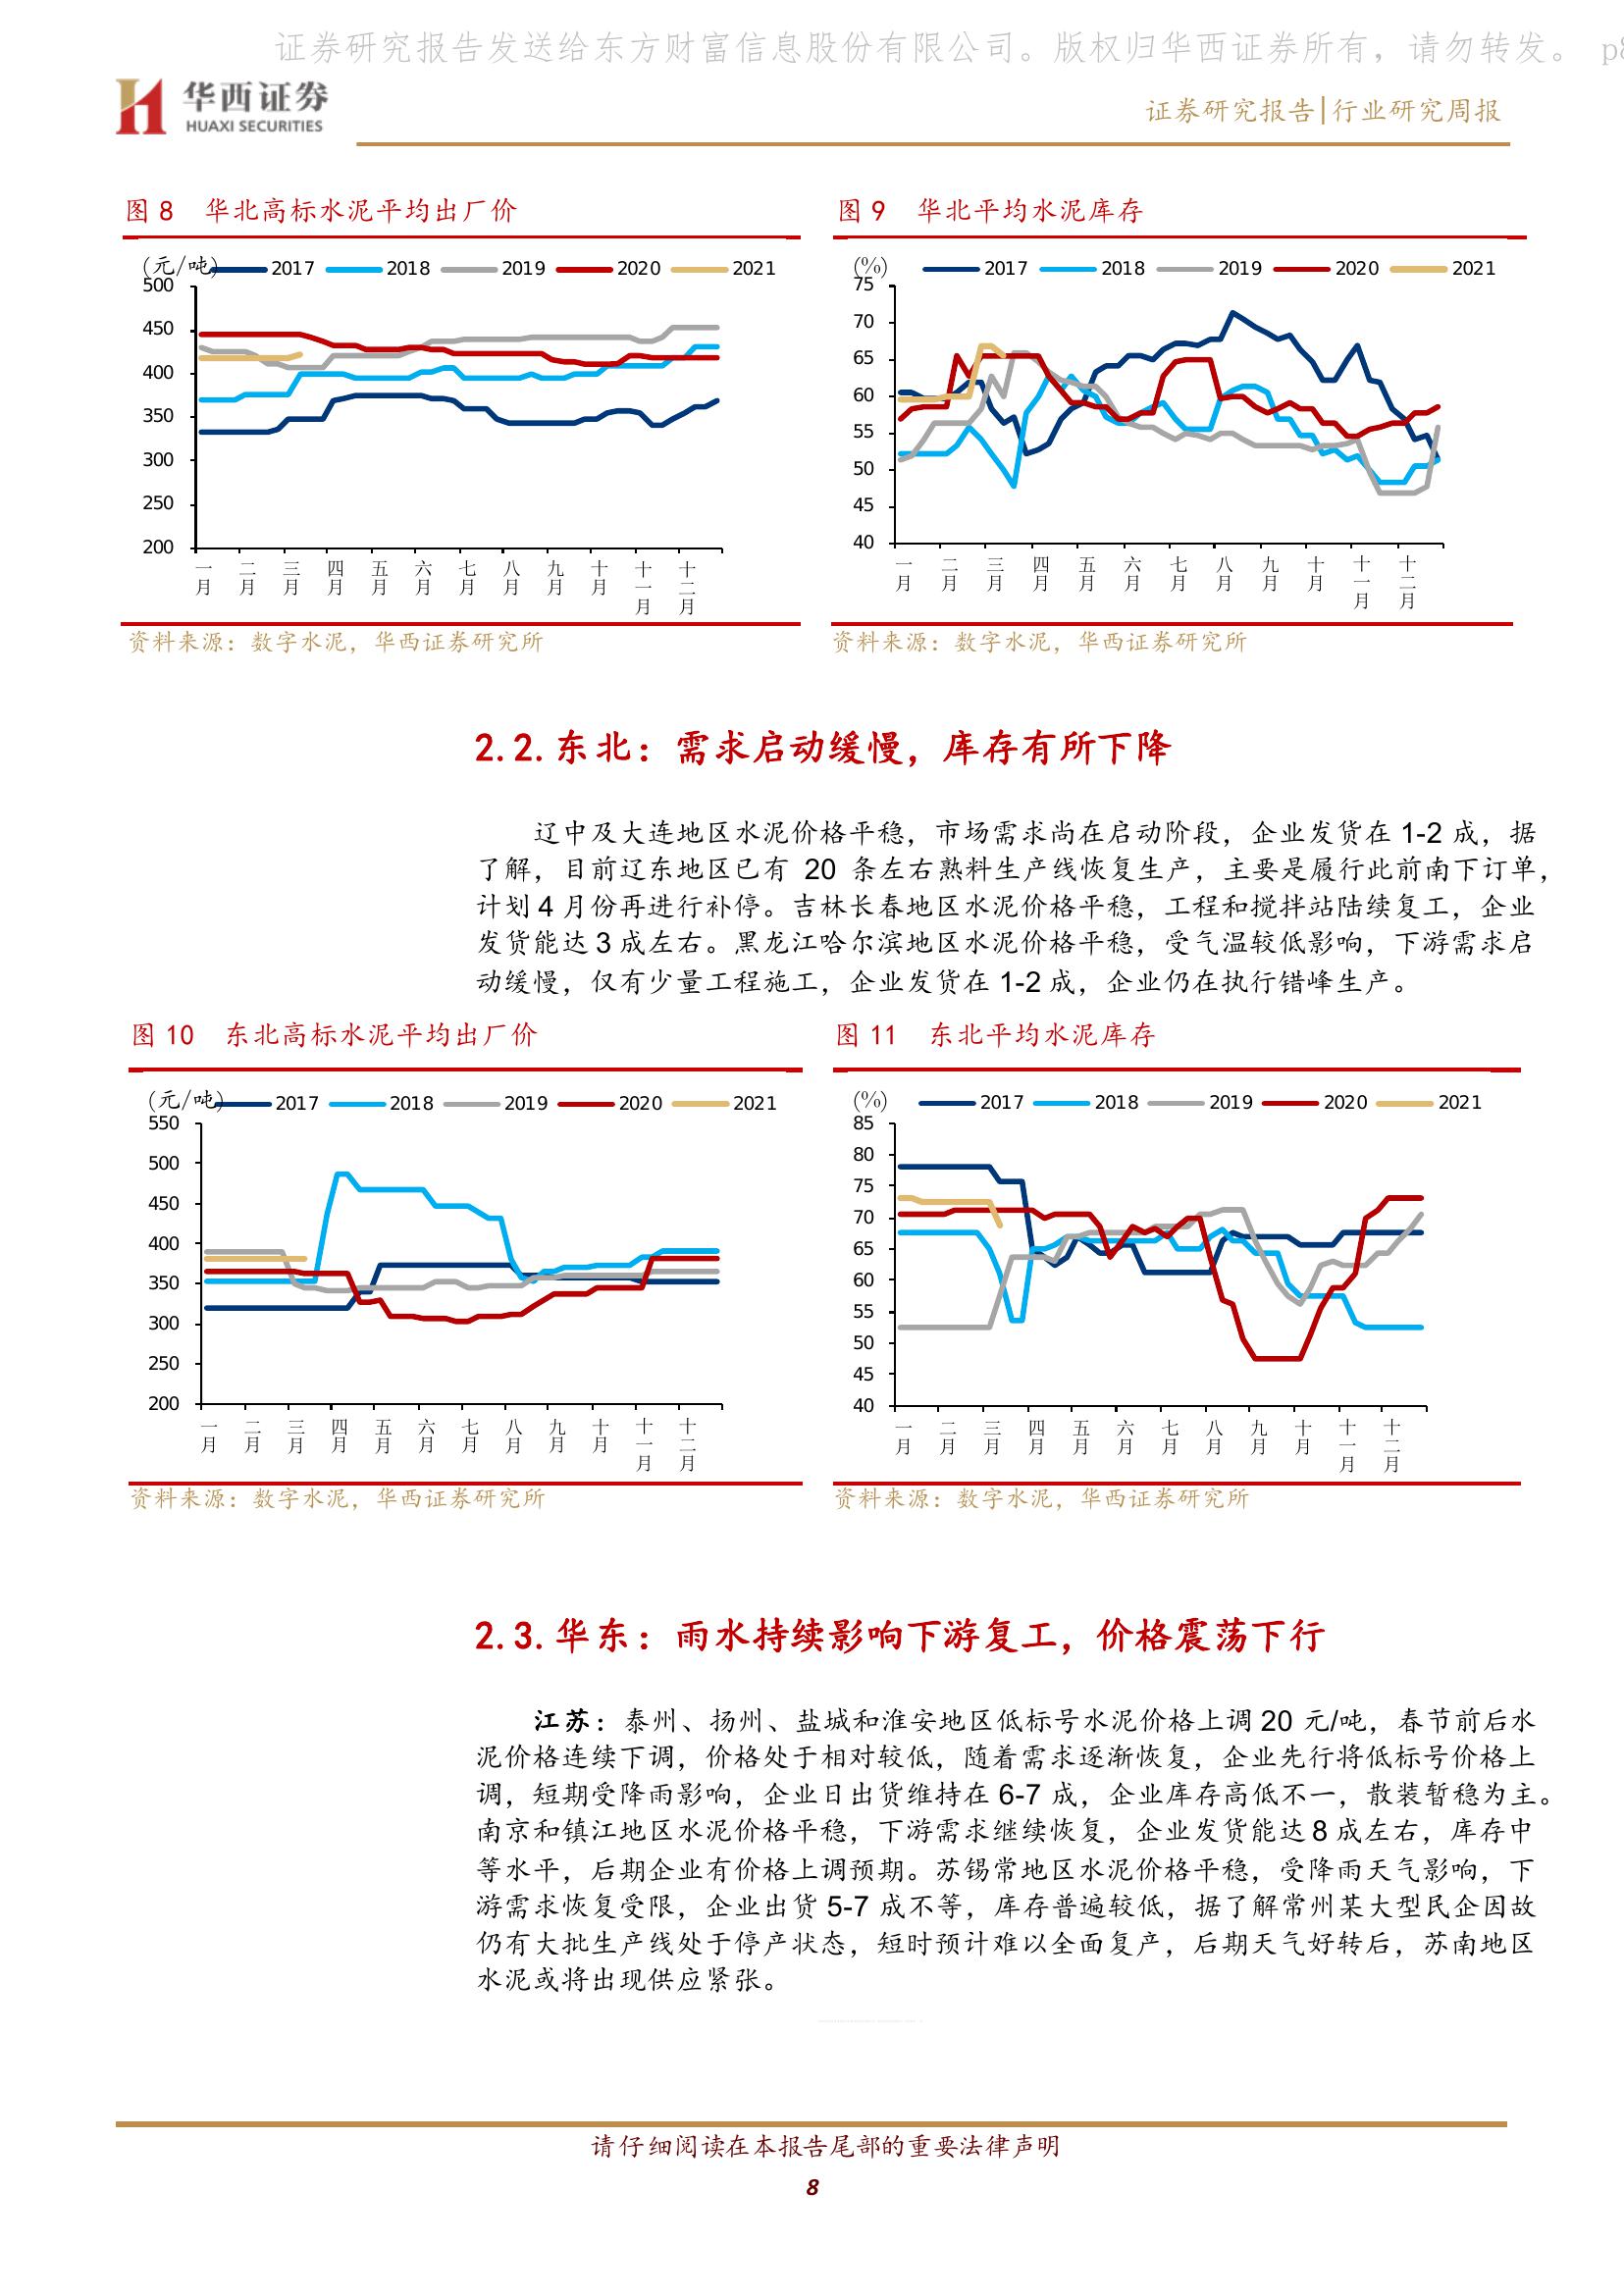 证券研究报告发送给东方财富信息股份有限公司。版权归华西证券所有，请勿转发。 p8
华西证券
HUAXI SECURITIES
证券研究报告|行业研究周报
图 8 华北高标水泥平均出厂价
图 9 华北平均水泥库存
(元/吨) 2017 2018 2019 2020 2021
500
450
400
350
300
250
200
一月 二月 三月 四月 五月 六月 七月 八月 九月 十月 十一月 十二月
(%) 2017 2018 2019 2020 2021
75
70
65
60
55
50
45
40
一月 二月 三月 四月 五月 六月 七月 八月 九月 十月 十一月 十二月
资料来源：数字水泥，华西证券研究所
资料来源：数字水泥，华西证券研究所
2.2.东北：需求启动缓慢，库存有所下降
辽中及大连地区水泥价格平稳，市场需求尚在启动阶段，企业发货在 1-2 成，据
了解，目前辽东地区已有 20 条左右熟料生产线恢复生产，主要是履行此前南下订单，
计划 4 月份再进行补停。吉林长春地区水泥价格平稳，工程和搅拌站陆续复工，企业
发货能达 3 成左右。黑龙江哈尔滨地区水泥价格平稳，受气温较低影响，下游需求启
动缓慢，仅有少量工程施工，企业发货在 1-2 成，企业仍在执行错峰生产。
图 10 东北高标水泥平均出厂价
图 11 东北平均水泥库存
(元/吨) 2017 2018 2019 2020 2021
550
500
450
400
350
300
250
200
一月 二月 三月 四月 五月 六月 七月 八月 九月 十月 十一月 十二月
(%) 2017 2018 2019 2020 2021
85
80
75
70
65
60
55
50
45
40
一月 二月 三月 四月 五月 六月 七月 八月 九月 十月 十一月 十二月
资料来源：数字水泥，华西证券研究所
资料来源：数字水泥，华西证券研究所
2.3.华东：雨水持续影响下游复工，价格震荡下行
江苏：泰州、扬州、盐城和淮安地区低标号水泥价格上调 20 元/吨，春节前后水
泥价格连续下调，价格处于相对较低，随着需求逐渐恢复，企业先行将低标号价格上
调，短期受降雨影响，企业日出货维持在 6-7 成，企业库存高低不一，散装暂稳为主。
南京和镇江地区水泥价格平稳，下游需求继续恢复，企业发货能达 8 成左右，库存中
等水平，后期企业有价格上调预期。苏锡常地区水泥价格平稳，受降雨天气影响，下
游需求恢复受限，企业出货 5-7 成不等，库存普遍较低，据了解常州某大型民企因故
仍有大批生产线处于停产状态，短时预计难以全面复产，后期天气好转后，苏南地区
水泥或将出现供应紧张。
请仔细阅读在本报告尾部的重要法律声明
8